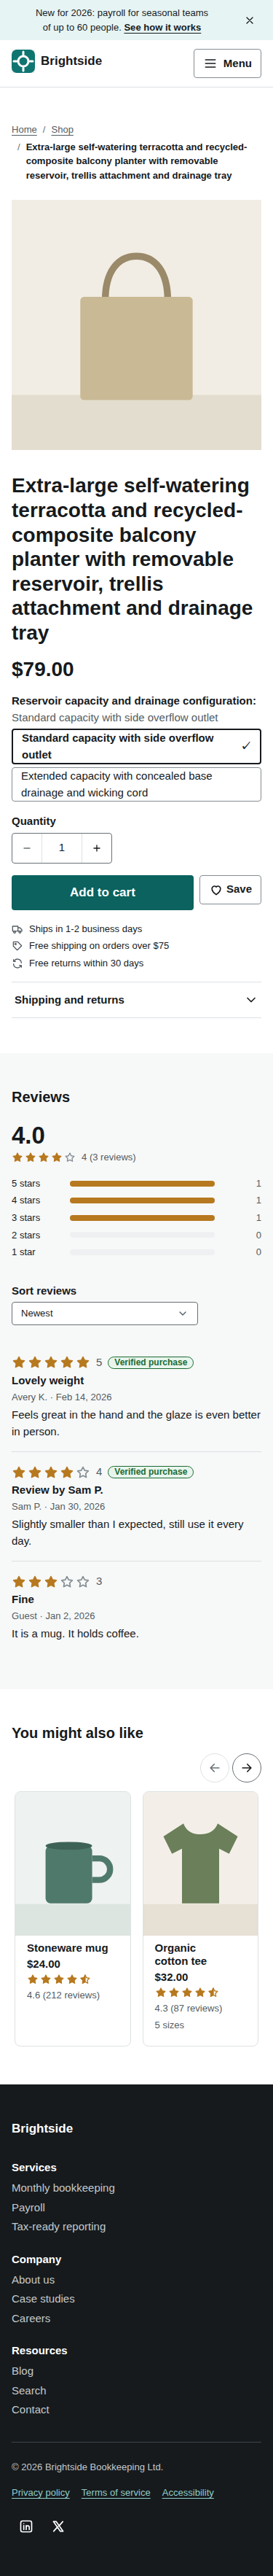 New for 2026: payroll for seasonal teams
of up to 60 people. See how it works
Brightside
Menu
Home / Shop
/ Extra-large self-watering terracotta and recycled-
composite balcony planter with removable
reservoir, trellis attachment and drainage tray
Extra-large self-watering
terracotta and recycled-
composite balcony
planter with removable
reservoir, trellis
attachment and drainage
tray
$79.00
Reservoir capacity and drainage configuration:
Standard capacity with side overflow outlet
Standard capacity with side overflow
outlet
Extended capacity with concealed base
drainage and wicking cord
Quantity
− 1 +
Add to cart
Save
Ships in 1-2 business days
Free shipping on orders over $75
Free returns within 30 days
Shipping and returns
Reviews
4.0
4 (3 reviews)
5 stars 1
4 stars 1
3 stars 1
2 stars 0
1 star 0
Sort reviews
Newest
5 Verified purchase
Lovely weight
Avery K. · Feb 14, 2026
Feels great in the hand and the glaze is even better
in person.
4 Verified purchase
Review by Sam P.
Sam P. · Jan 30, 2026
Slightly smaller than I expected, still use it every
day.
3
Fine
Guest · Jan 2, 2026
It is a mug. It holds coffee.
You might also like
Stoneware mug
$24.00
4.6 (212 reviews)
Organic
cotton tee
$32.00
4.3 (87 reviews)
5 sizes
Brightside
Services
Monthly bookkeeping
Payroll
Tax-ready reporting
Company
About us
Case studies
Careers
Resources
Blog
Search
Contact
© 2026 Brightside Bookkeeping Ltd.
Privacy policy Terms of service Accessibility